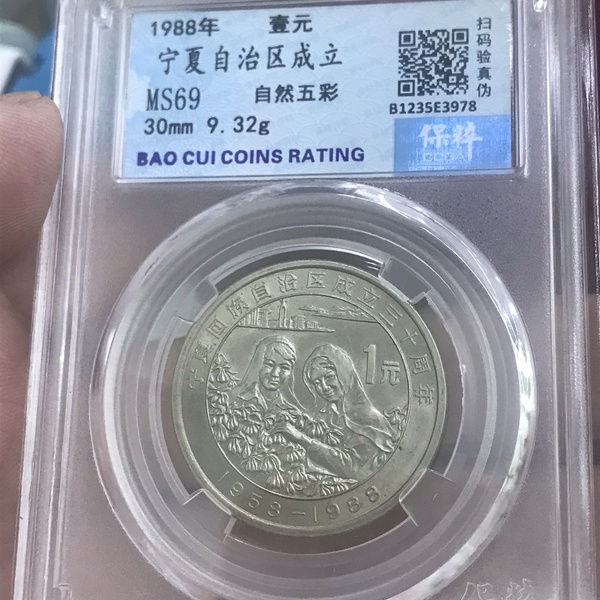 1988年 壹元
宁夏自治区成立
MS69 自然五彩
30mm 9.32g
BAO CUI COINS RATING
扫码验真伪
B1235E3978
保粹
宁夏回族自治区成立三十周年
1元
1958-1988